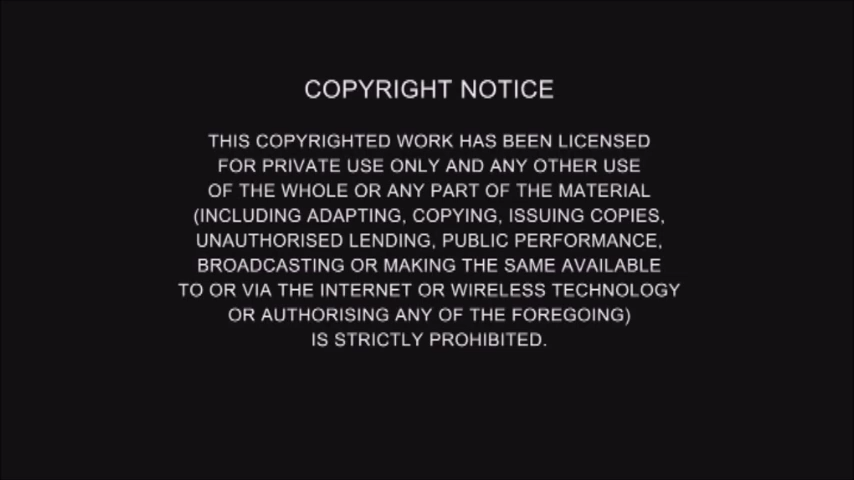 COPYRIGHT NOTICE
THIS COPYRIGHTED WORK HAS BEEN LICENSED
FOR PRIVATE USE ONLY AND ANY OTHER USE
OF THE WHOLE OR ANY PART OF THE MATERIAL
(INCLUDING ADAPTING, COPYING, ISSUING COPIES,
UNAUTHORISED LENDING, PUBLIC PERFORMANCE,
BROADCASTING OR MAKING THE SAME AVAILABLE
TO OR VIA THE INTERNET OR WIRELESS TECHNOLOGY
OR AUTHORISING ANY OF THE FOREGOING)
IS STRICTLY PROHIBITED.